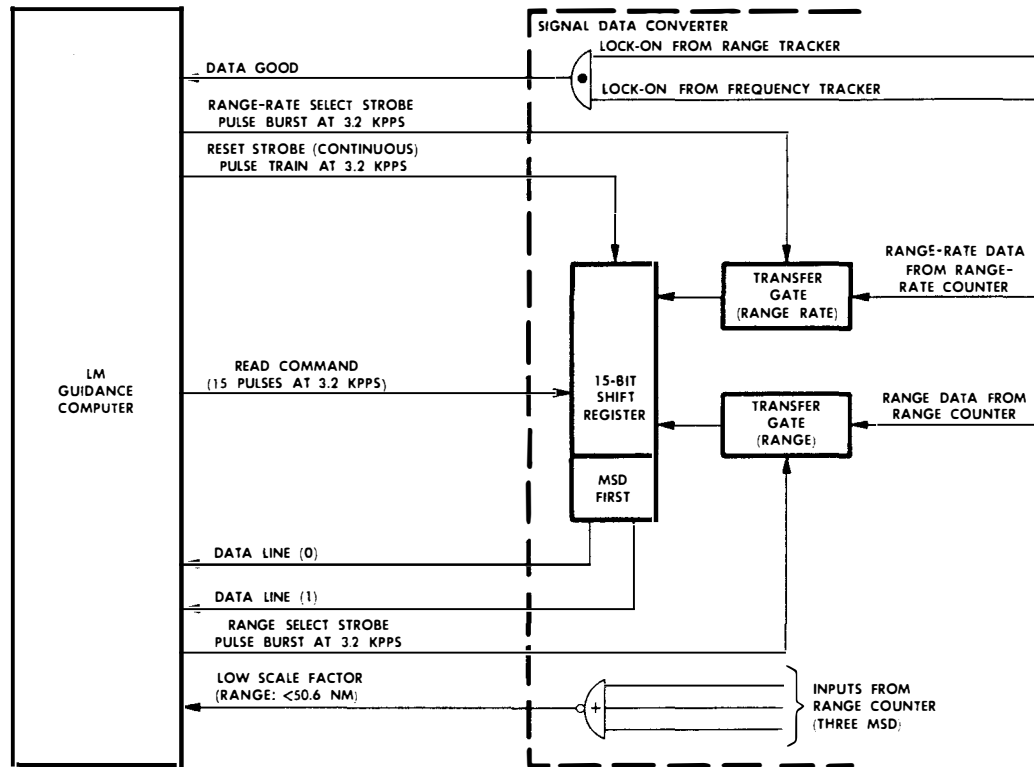 SIGNAL DATA CONVERTER
LOCK-ON FROM RANGE TRACKER
DATA GOOD
LOCK-ON FROM FREQUENCY TRACKER
RANGE-RATE SELECT STROBE
PULSE BURST AT 3.2 KPPS
RESET STROBE (CONTINUOUS)
PULSE TRAIN AT 3.2 KPPS
RANGE-RATE DATA
FROM RANGE-
RATE COUNTER
TRANSFER
GATE
(RANGE RATE)
LM
GUIDANCE
COMPUTER
READ COMMAND
(15 PULSES AT 3.2 KPPS)
15-BIT
SHIFT
REGISTER
TRANSFER
GATE
(RANGE)
RANGE DATA FROM
RANGE COUNTER
MSD
FIRST
DATA LINE (0)
DATA LINE (1)
RANGE SELECT STROBE
PULSE BURST AT 3.2 KPPS
LOW SCALE FACTOR
(RANGE: <50.6 NM)
+
INPUTS FROM
RANGE COUNTER
(THREE MSD)